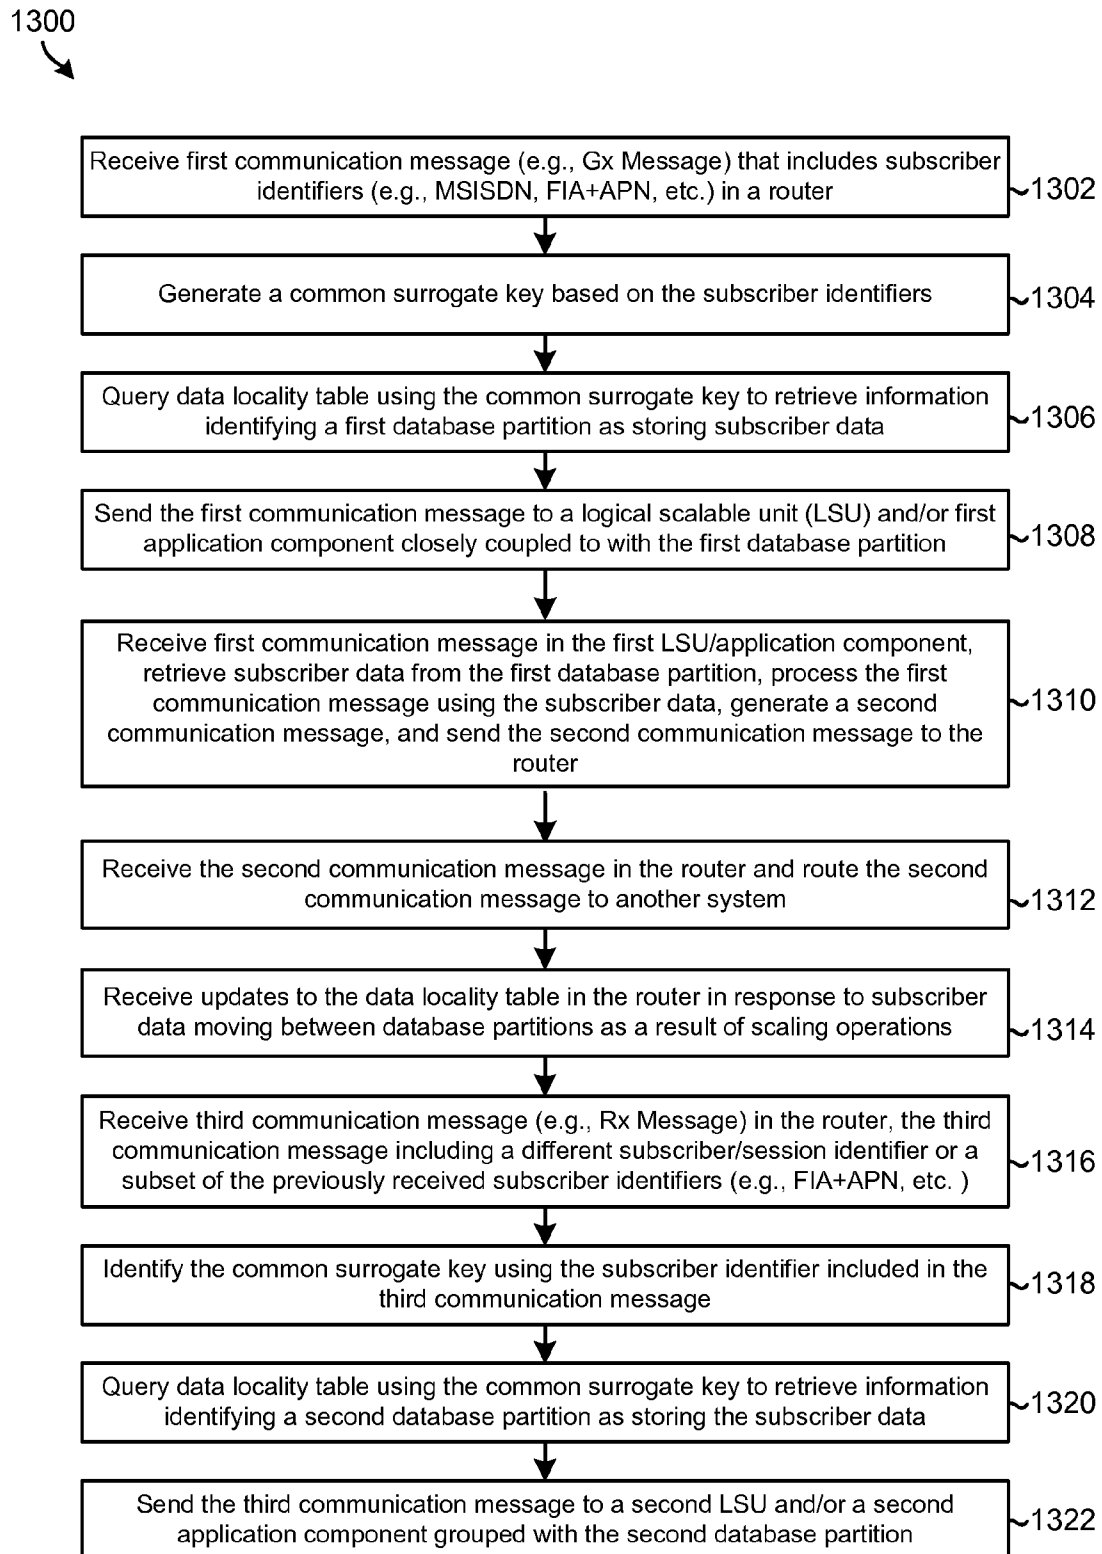 1300
Receive first communication message (e.g., Gx Message) that includes subscriber
identifiers (e.g., MSISDN, FIA+APN, etc.) in a router
1302
Generate a common surrogate key based on the subscriber identifiers
1304
Query data locality table using the common surrogate key to retrieve information
identifying a first database partition as storing subscriber data
1306
Send the first communication message to a logical scalable unit (LSU) and/or first
application component closely coupled to with the first database partition
1308
Receive first communication message in the first LSU/application component,
retrieve subscriber data from the first database partition, process the first
communication message using the subscriber data, generate a second
communication message, and send the second communication message to the
router
1310
Receive the second communication message in the router and route the second
communication message to another system
1312
Receive updates to the data locality table in the router in response to subscriber
data moving between database partitions as a result of scaling operations
1314
Receive third communication message (e.g., Rx Message) in the router, the third
communication message including a different subscriber/session identifier or a
subset of the previously received subscriber identifiers (e.g., FIA+APN, etc. )
1316
Identify the common surrogate key using the subscriber identifier included in the
third communication message
1318
Query data locality table using the common surrogate key to retrieve information
identifying a second database partition as storing the subscriber data
1320
Send the third communication message to a second LSU and/or a second
application component grouped with the second database partition
1322